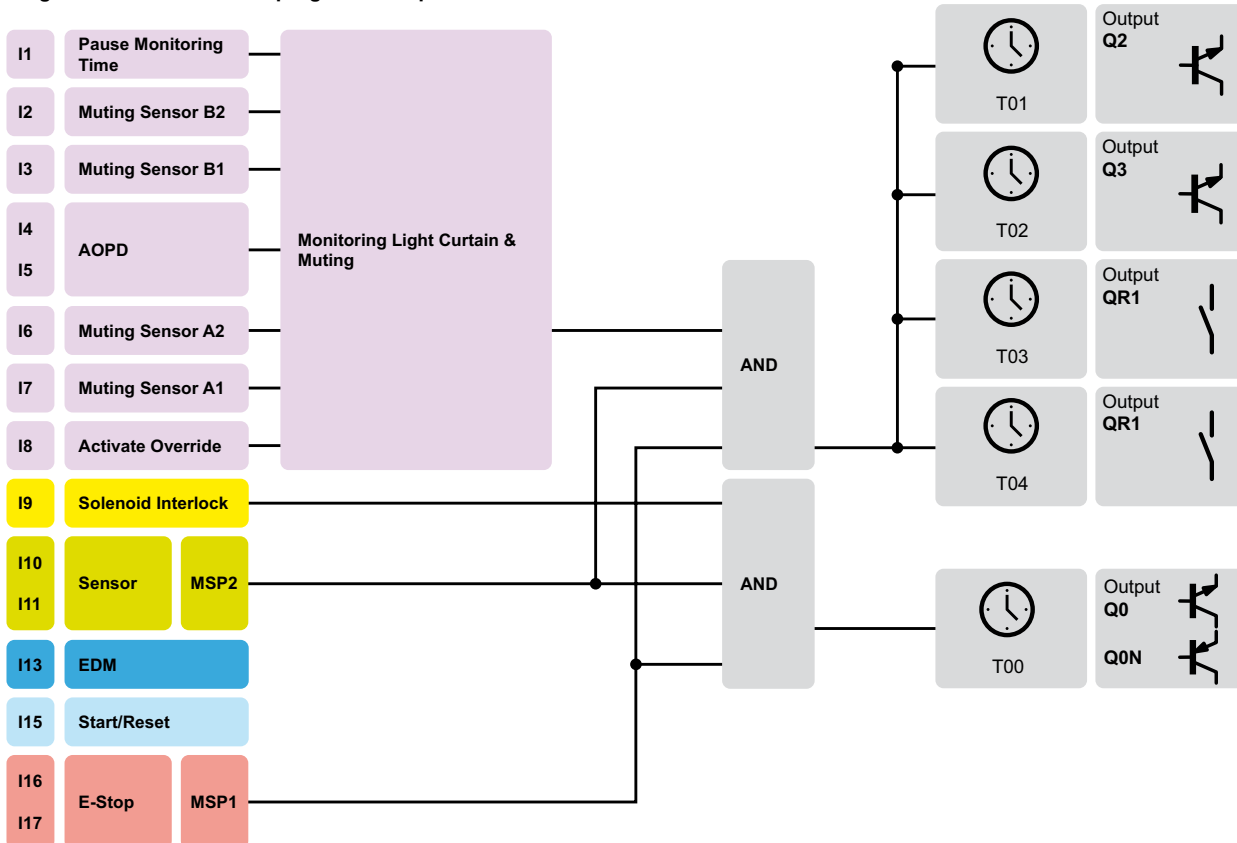 I1
Pause Monitoring
Time
I2
Muting Sensor B2
I3
Muting Sensor B1
I4
I5
AOPD
I6
Muting Sensor A2
I7
Muting Sensor A1
I8
Activate Override
Monitoring Light Curtain &
Muting
I9
Solenoid Interlock
I10
I11
Sensor
MSP2
I13
EDM
I15
Start/Reset
I16
I17
E-Stop
MSP1
AND
AND
T01
Output
Q2
T02
Output
Q3
T03
Output
QR1
T04
Output
QR1
T00
Output
Q0
Q0N